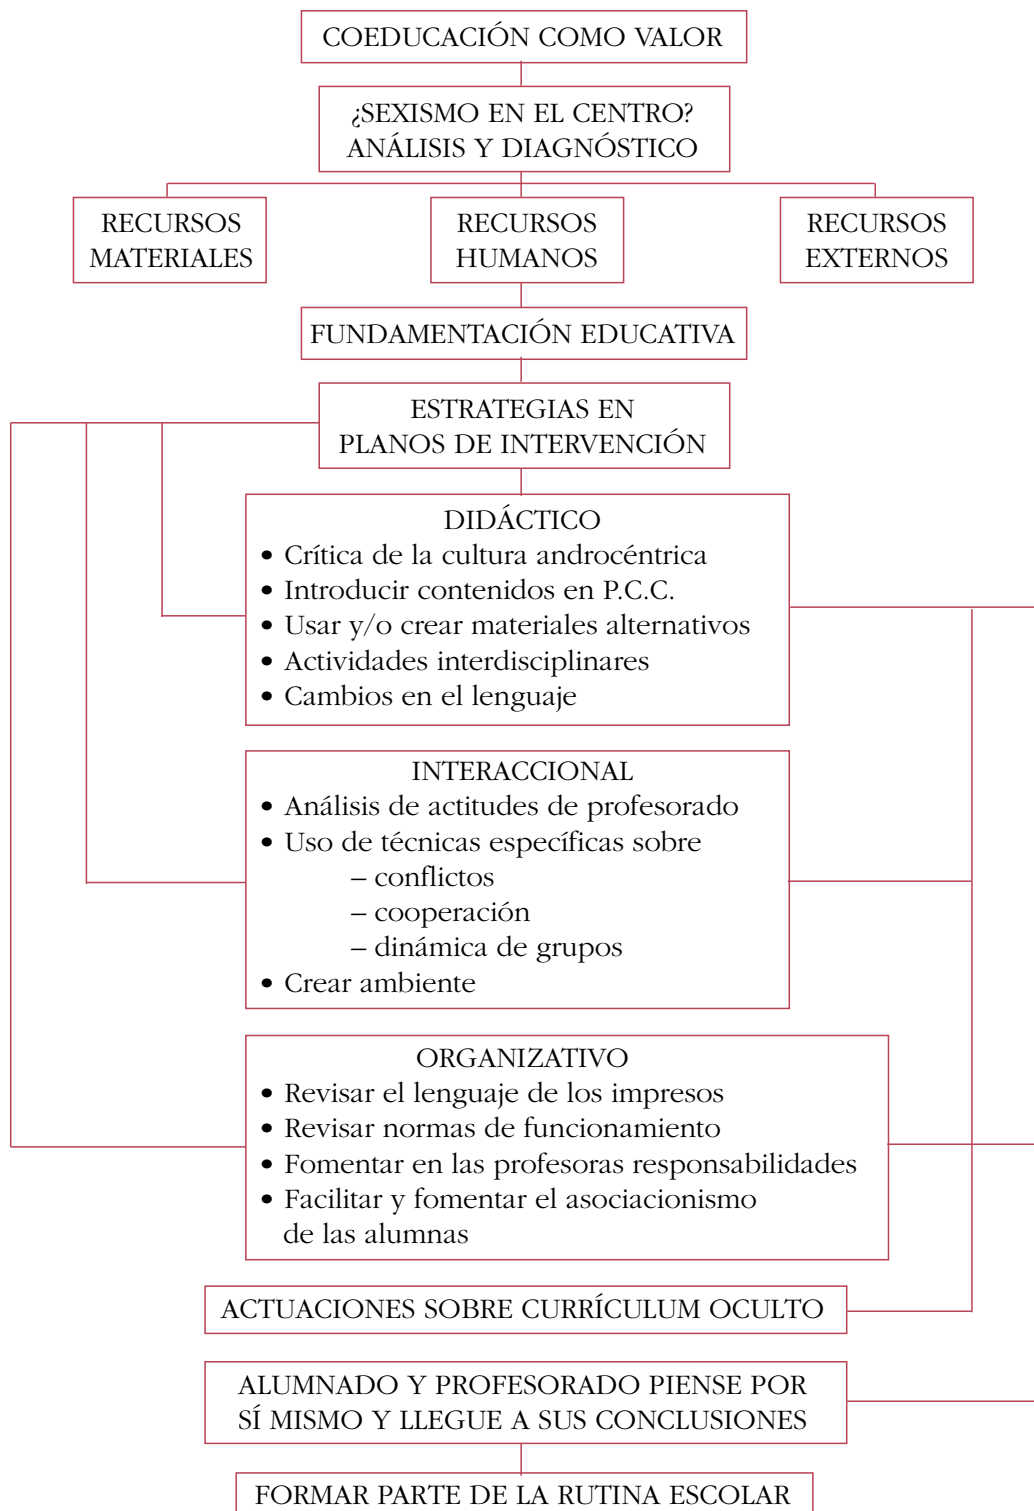 COEDUCACIÓN COMO VALOR
¿SEXISMO EN EL CENTRO?
ANÁLISIS Y DIAGNÓSTICO
RECURSOS
MATERIALES
RECURSOS
HUMANOS
RECURSOS
EXTERNOS
FUNDAMENTACIÓN EDUCATIVA
ESTRATEGIAS EN
PLANOS DE INTERVENCIÓN
DIDÁCTICO
• Crítica de la cultura androcéntrica
• Introducir contenidos en P.C.C.
• Usar y/o crear materiales alternativos
• Actividades interdisciplinares
• Cambios en el lenguaje
INTERACCIONAL
• Análisis de actitudes de profesorado
• Uso de técnicas específicas sobre
– conflictos
– cooperación
– dinámica de grupos
• Crear ambiente
ORGANIZATIVO
• Revisar el lenguaje de los impresos
• Revisar normas de funcionamiento
• Fomentar en las profesoras responsabilidades
• Facilitar y fomentar el asociacionismo
de las alumnas
ACTUACIONES SOBRE CURRÍCULUM OCULTO
ALUMNADO Y PROFESORADO PIENSE POR
SÍ MISMO Y LLEGUE A SUS CONCLUSIONES
FORMAR PARTE DE LA RUTINA ESCOLAR